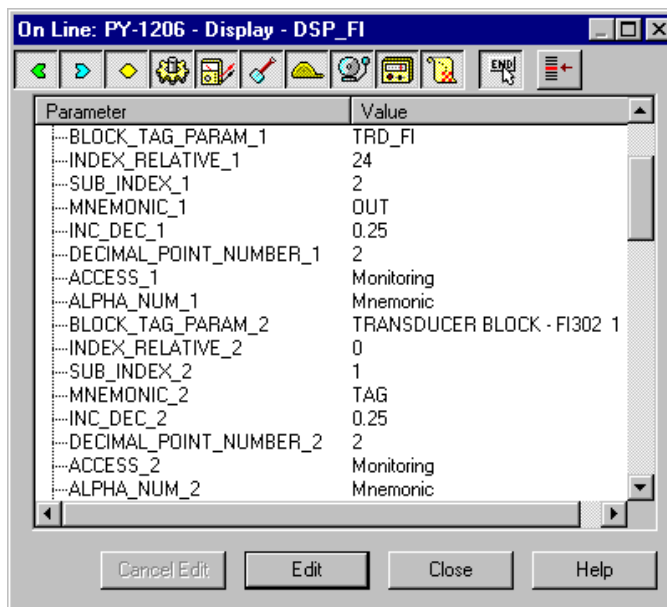 On Line: PY-1206 - Display - DSP_FI
END
Parameter Value
BLOCK_TAG_PARAM_1 TRD_FI
INDEX_RELATIVE_1 24
SUB_INDEX_1 2
MNEMONIC_1 OUT
INC_DEC_1 0.25
DECIMAL_POINT_NUMBER_1 2
ACCESS_1 Monitoring
ALPHA_NUM_1 Mnemonic
BLOCK_TAG_PARAM_2 TRANSDUCER BLOCK - FI302 1
INDEX_RELATIVE_2 0
SUB_INDEX_2 1
MNEMONIC_2 TAG
INC_DEC_2 0.25
DECIMAL_POINT_NUMBER_2 2
ACCESS_2 Monitoring
ALPHA_NUM_2 Mnemonic
Cancel Edit Edit Close Help